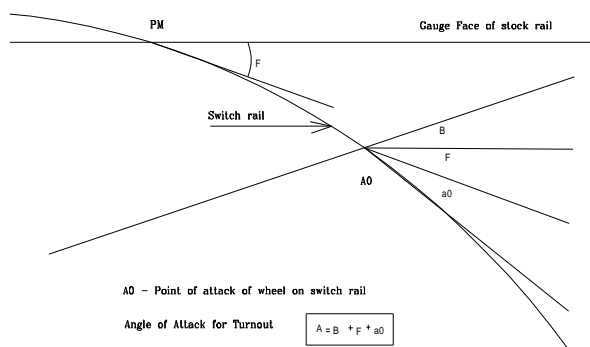 PM
Gauge Face of stock rail
F
Switch rail
B
F
A0
a0
A0 - Point of attack of wheel on switch rail
Angle of Attack for Turnout
A = B + F + a0